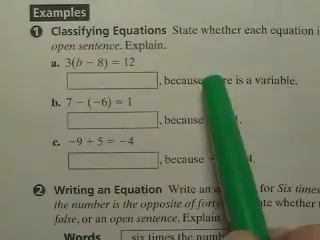 Examples
1 Classifying Equations State whether each equation i
open sentence. Explain.
a. 3(b − 8) = 12
, because is a variable.
b. 7 − (−6) = 1
, because
c. −9 + 5 = −4
, because
2 Writing an Equation Write an for Six times
the number is the opposite of whether
false, or an open sentence. Explain
Words six times the number